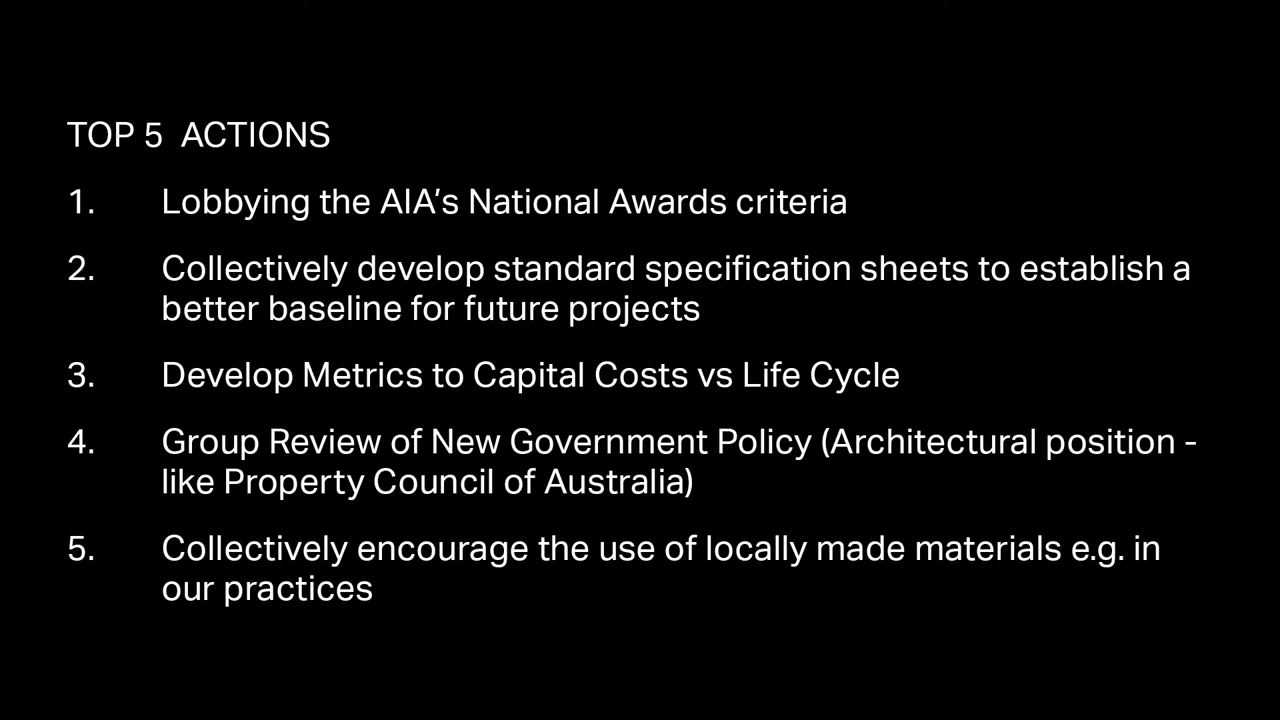 TOP 5  ACTIONS
1. Lobbying the AIA’s National Awards criteria
2. Collectively develop standard specification sheets to establish a
better baseline for future projects
3. Develop Metrics to Capital Costs vs Life Cycle
4. Group Review of New Government Policy (Architectural position -
like Property Council of Australia)
5. Collectively encourage the use of locally made materials e.g. in
our practices